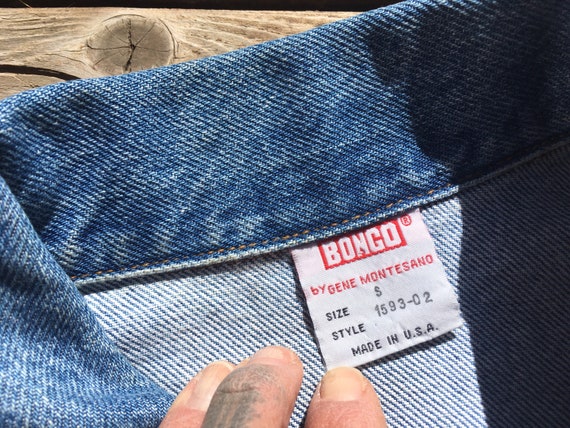 BONGO®
by GENE MONTESANO
SIZE S
STYLE 1593-02
MADE IN U.S.A.